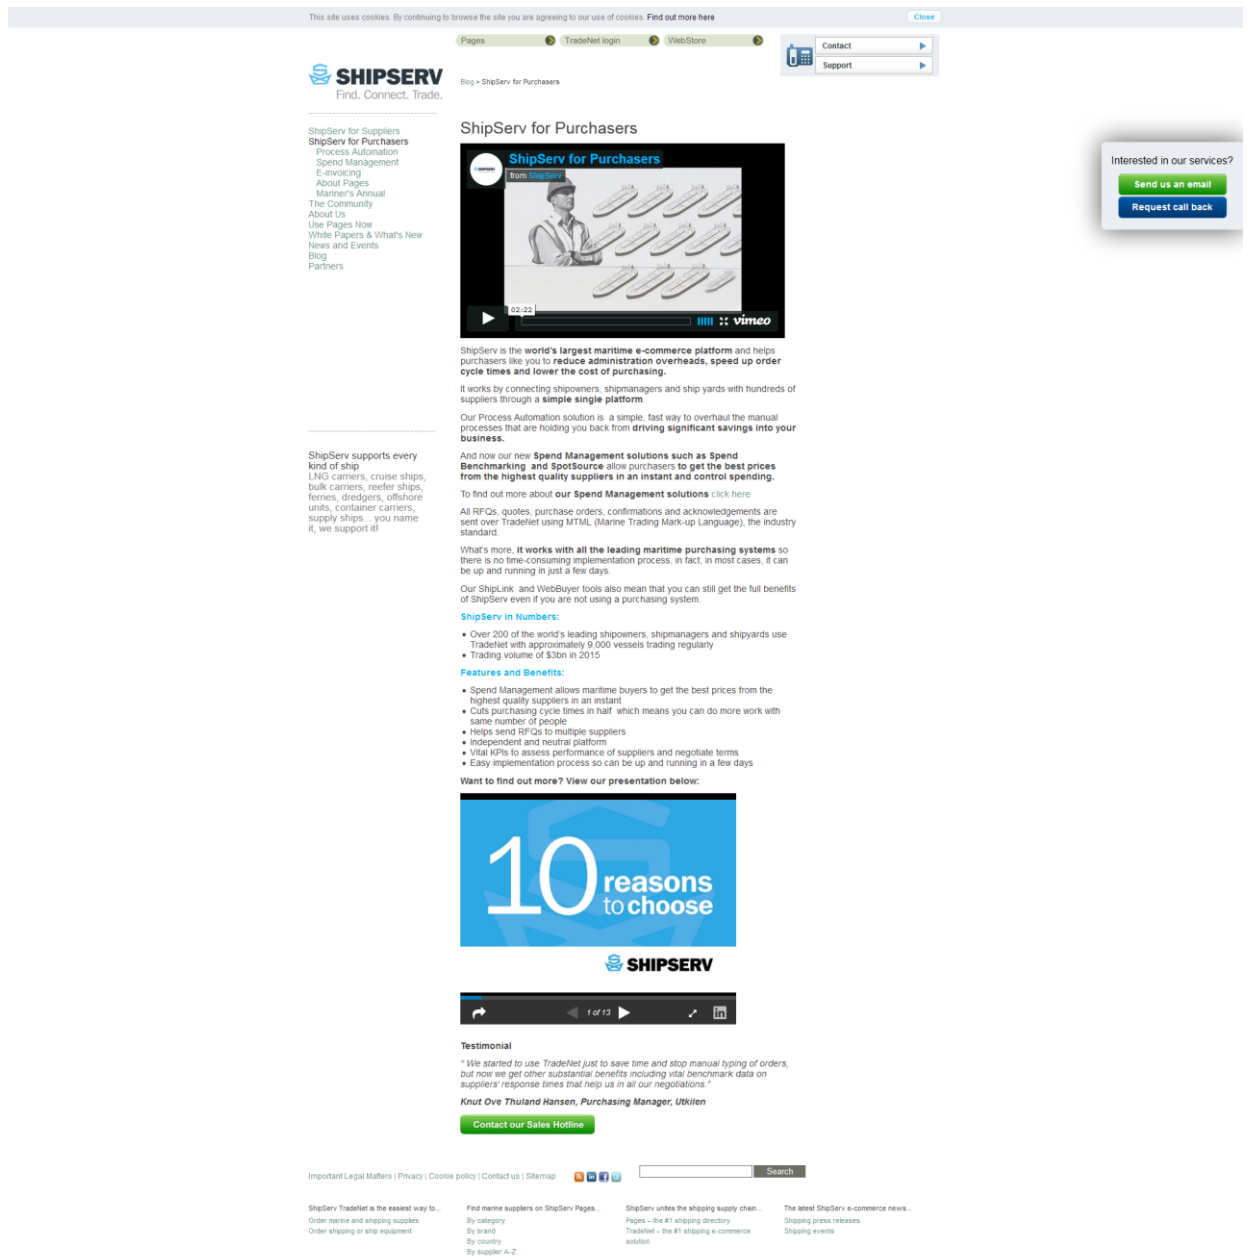 This site uses cookies. By continuing to browse the site you are agreeing to our use of cookies. Find out more here
Close
Pages
TradeNet login
WebStore
Contact
Support
SHIPSERV
Find. Connect. Trade.
Blog > ShipServ for Purchasers
ShipServ for Suppliers
ShipServ for Purchasers
Process Automation
Spend Management
E-invoicing
About Pages
Mariner's Annual
The Community
About Us
Use Pages Now
White Papers & What's New
News and Events
Blog
Partners
ShipServ supports every
kind of ship
LNG carriers, cruise ships,
bulk carriers, reefer ships,
ferries, dredgers, offshore
units, container carriers,
supply ships... you name
it, we support it!
ShipServ for Purchasers
ShipServ for Purchasers
from ShipServ
02:22
vimeo
ShipServ is the world's largest maritime e-commerce platform and helps
purchasers like you to reduce administration overheads, speed up order
cycle times and lower the cost of purchasing.
It works by connecting shipowners, shipmanagers and ship yards with hundreds of
suppliers through a simple single platform.
Our Process Automation solution is a simple, fast way to overhaul the manual
processes that are holding you back from driving significant savings into your
business.
And now our new Spend Management solutions such as Spend
Benchmarking and SpotSource allow purchasers to get the best prices
from the highest quality suppliers in an instant and control spending.
To find out more about our Spend Management solutions click here.
All RFQs, quotes, purchase orders, confirmations and acknowledgements are
sent over TradeNet using MTML (Marine Trading Mark-up Language), the industry
standard.
What's more, it works with all the leading maritime purchasing systems so
there is no time-consuming implementation process, in fact, in most cases, it can
be up and running in just a few days.
Our ShipLink and WebBuyer tools also mean that you can still get the full benefits
of ShipServ even if you are not using a purchasing system.
ShipServ in Numbers:
• Over 200 of the world's leading shipowners, shipmanagers and shipyards use
TradeNet with approximately 9,000 vessels trading regularly
• Trading volume of $3bn in 2015
Features and Benefits:
• Spend Management allows maritime buyers to get the best prices from the
highest quality suppliers in an instant
• Cuts purchasing cycle times in half which means you can do more work with
same number of people
• Helps send RFQs to multiple suppliers
• Independent and neutral platform
• Vital KPIs to assess performance of suppliers and negotiate terms
• Easy implementation process so can be up and running in a few days
Want to find out more? View our presentation below:
10 reasons
to choose
SHIPSERV
1 of 13
in
Testimonial
" We started to use TradeNet just to save time and stop manual typing of orders,
but now we get other substantial benefits including vital benchmark data on
suppliers' response times that help us in all our negotiations."
Knut Ove Thuland Hansen, Purchasing Manager, Utkilen
Contact our Sales Hotline
Interested in our services?
Send us an email
Request call back
Important Legal Matters | Privacy | Cookie policy | Contact us | Sitemap
Search
ShipServ TradeNet is the easiest way to...
Order marine and shipping supplies
Order shipping or ship equipment
Find marine suppliers on ShipServ Pages...
By category
By brand
By country
By supplier A-Z
ShipServ unites the shipping supply chain...
Pages – the #1 shipping directory
TradeNet – the #1 shipping e-commerce
solution
The latest ShipServ e-commerce news...
Shipping press releases
Shipping events